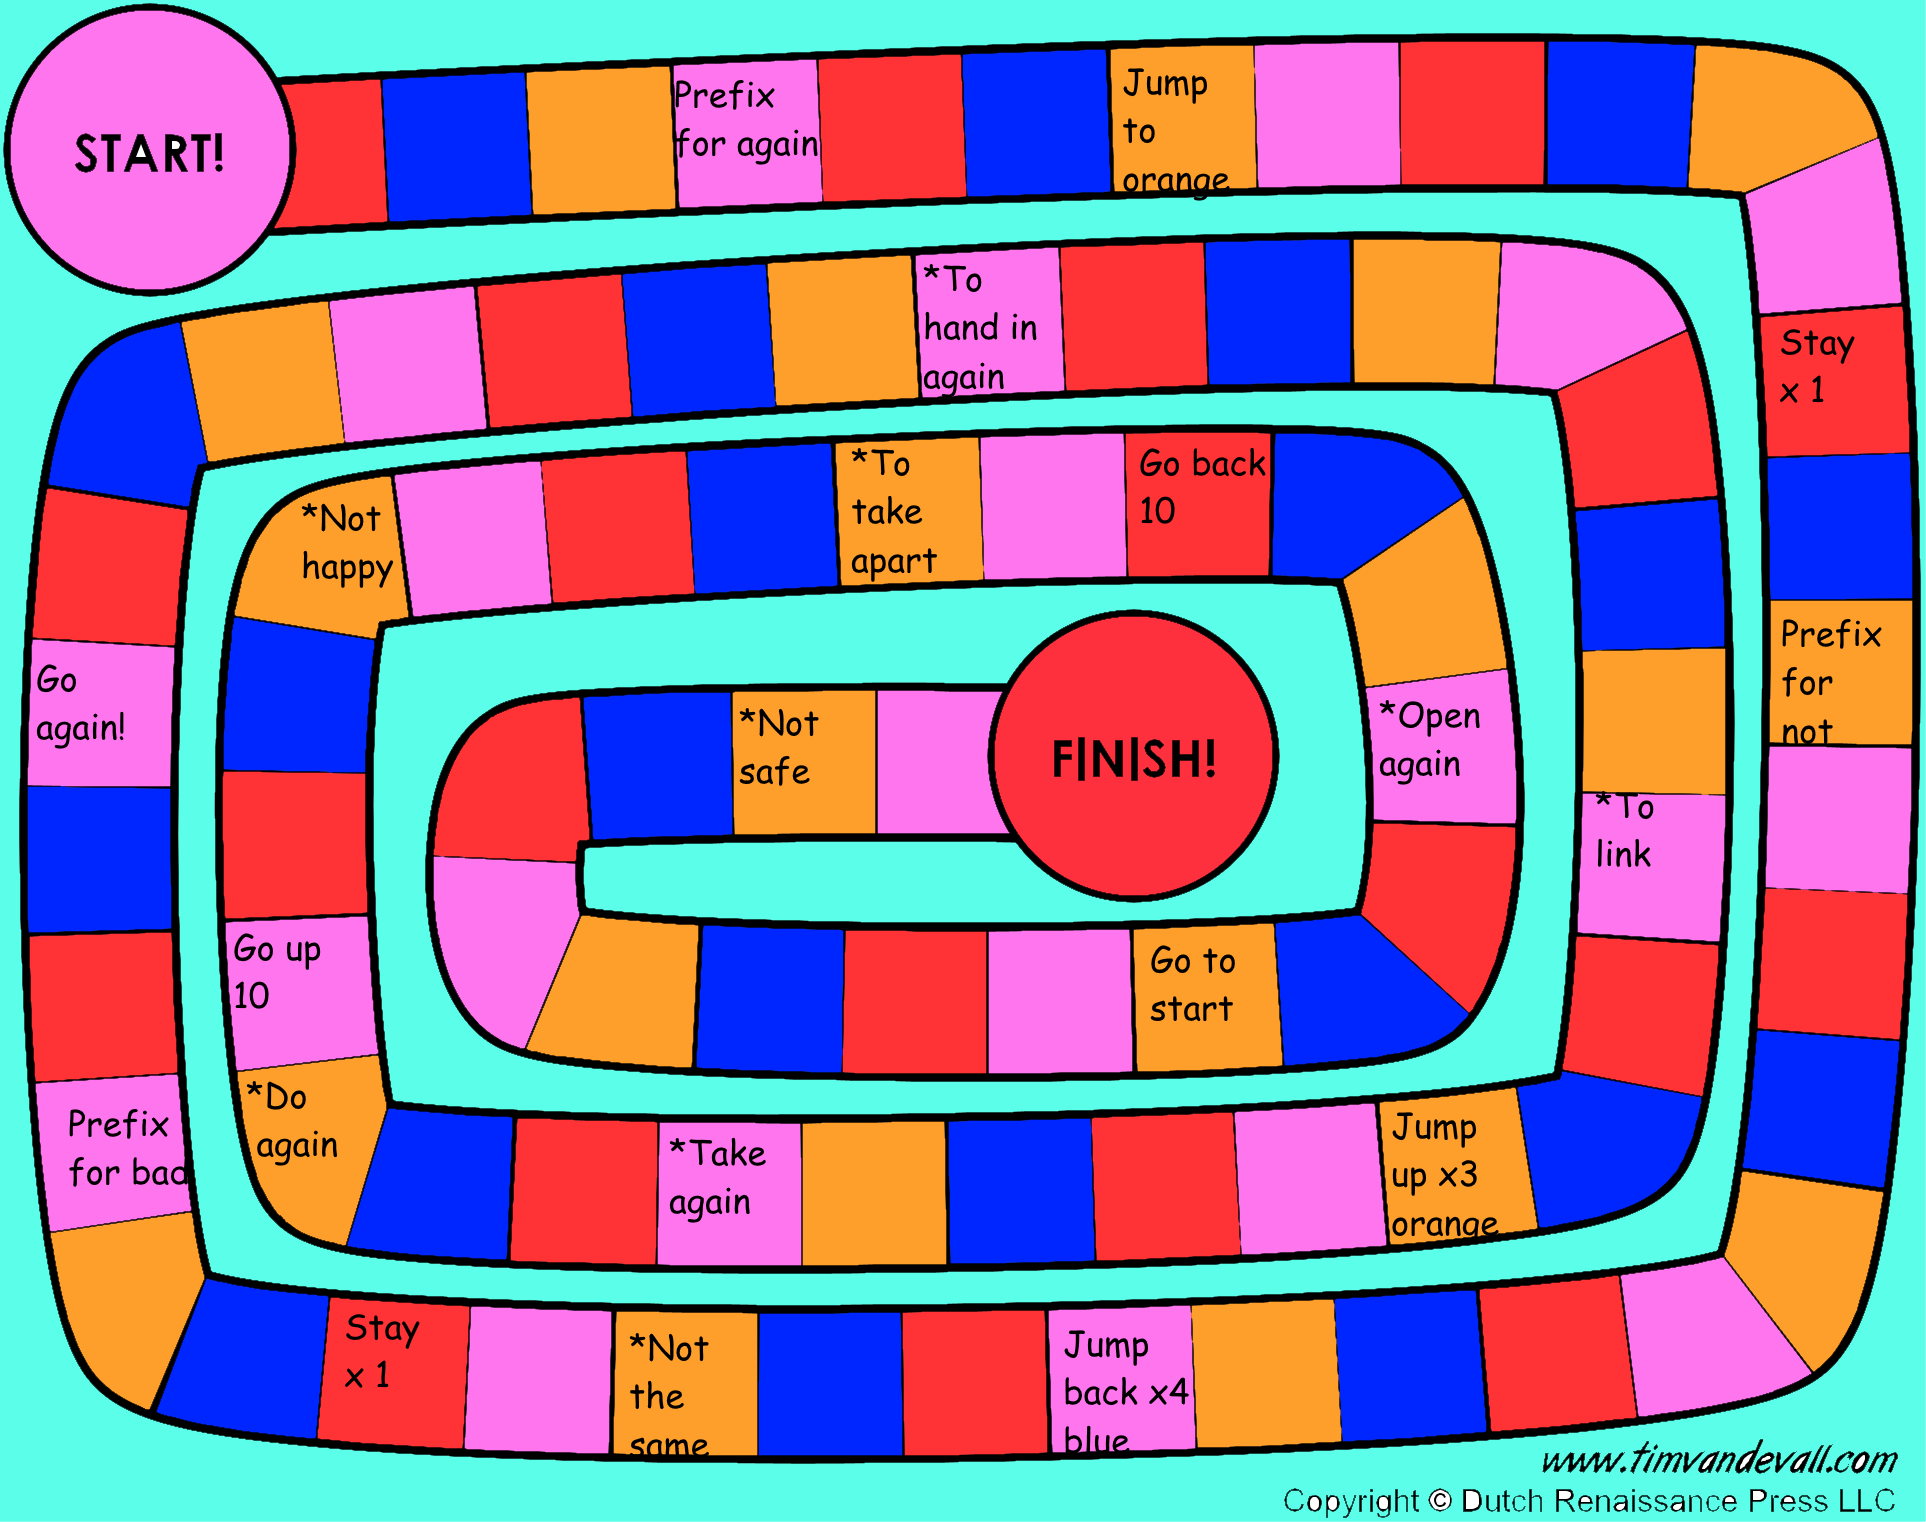 START!
Prefix
for again
Jump
to
orange
Stay
x 1
Prefix
for
not
Jump
back x4
blue
*Not
the
same
Stay
x 1
Prefix
for bad
Go
again!
*To
hand in
again
*To
link
Jump
up x3
orange
*Take
again
*Do
again
Go up
10
*Not
happy
*To
take
apart
Go back
10
*Open
again
Go to
start
*Not
safe
FINISH!
www.timvandevall.com
Copyright © Dutch Renaissance Press LLC